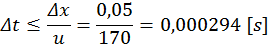 Δt ≤ Δx/u = 0,05/170 = 0,000294 [s]